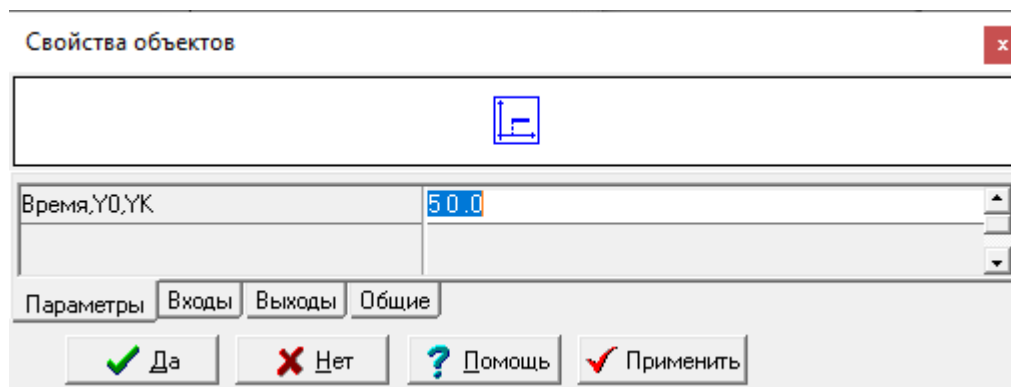 Свойства объектов
x
Время,Y0,YK
5 0 .0
Параметры Входы Выходы Общие
Да Нет Помощь Применить